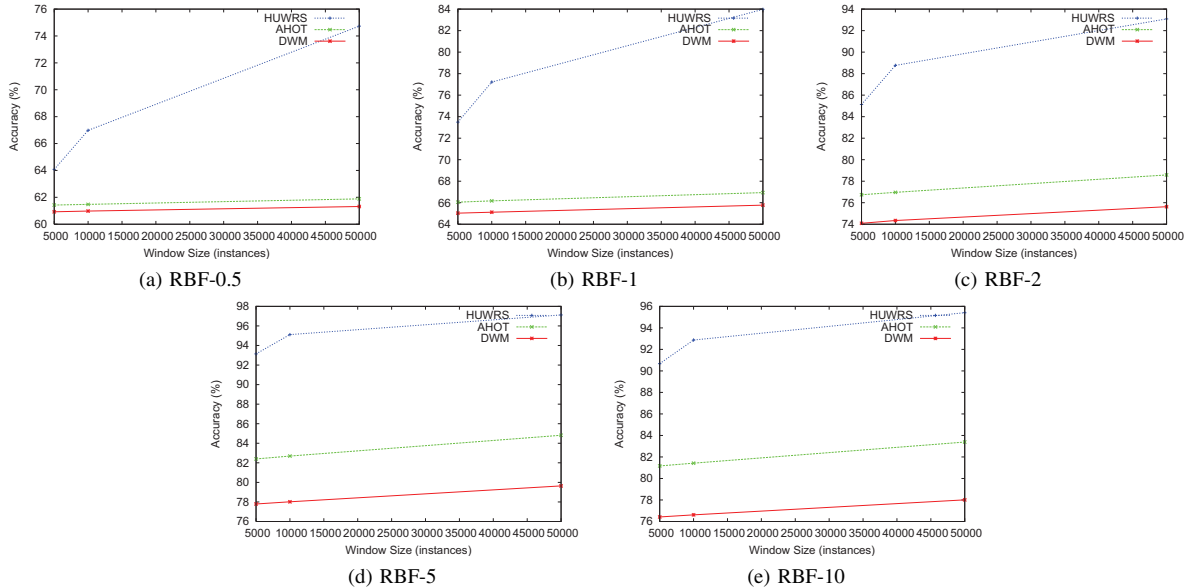 76
74
72
70
68
66
64
62
60
Accuracy (%)
HUWRS
AHOT
DWM
5000 10000 15000 20000 25000 30000 35000 40000 45000 50000
Window Size (instances)
(a) RBF-0.5
84
82
80
78
76
74
72
70
68
66
64
Accuracy (%)
HUWRS
AHOT
DWM
5000 10000 15000 20000 25000 30000 35000 40000 45000 50000
Window Size (instances)
(b) RBF-1
94
92
90
88
86
84
82
80
78
76
74
Accuracy (%)
HUWRS
AHOT
DWM
5000 10000 15000 20000 25000 30000 35000 40000 45000 50000
Window Size (instances)
(c) RBF-2
98
96
94
92
90
88
86
84
82
80
78
76
Accuracy (%)
HUWRS
AHOT
DWM
5000 10000 15000 20000 25000 30000 35000 40000 45000 50000
Window Size (instances)
(d) RBF-5
96
94
92
90
88
86
84
82
80
78
76
Accuracy (%)
HUWRS
AHOT
DWM
5000 10000 15000 20000 25000 30000 35000 40000 45000 50000
Window Size (instances)
(e) RBF-10